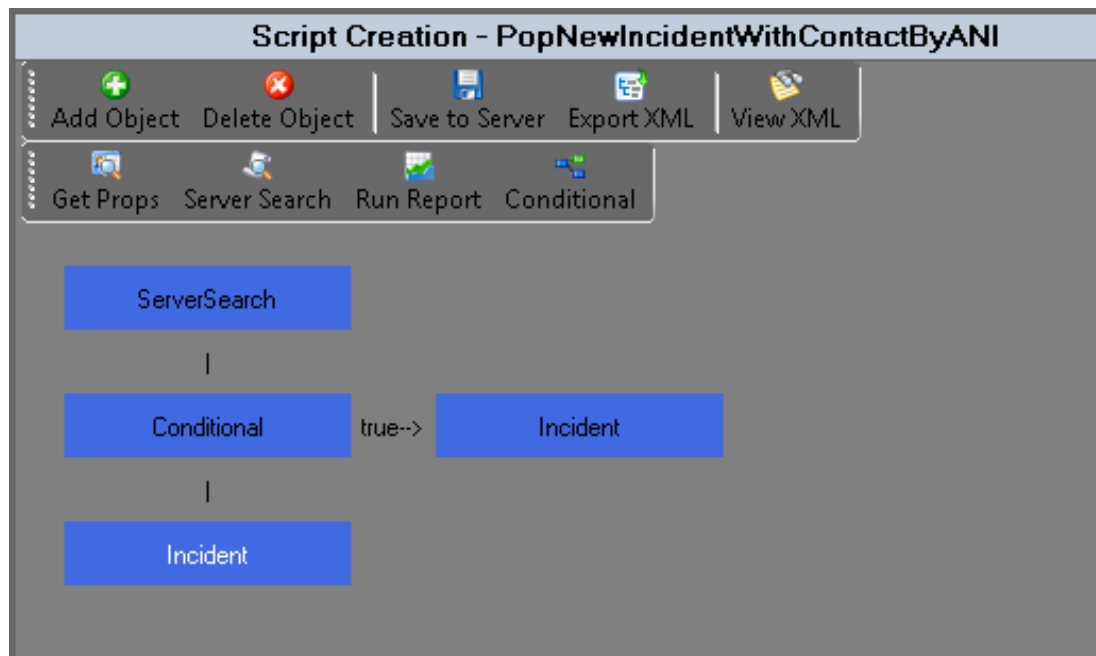 Script Creation - PopNewIncidentWithContactByANI
Add Object Delete Object Save to Server Export XML View XML
Get Props Server Search Run Report Conditional
ServerSearch
|
Conditional true--> Incident
|
Incident